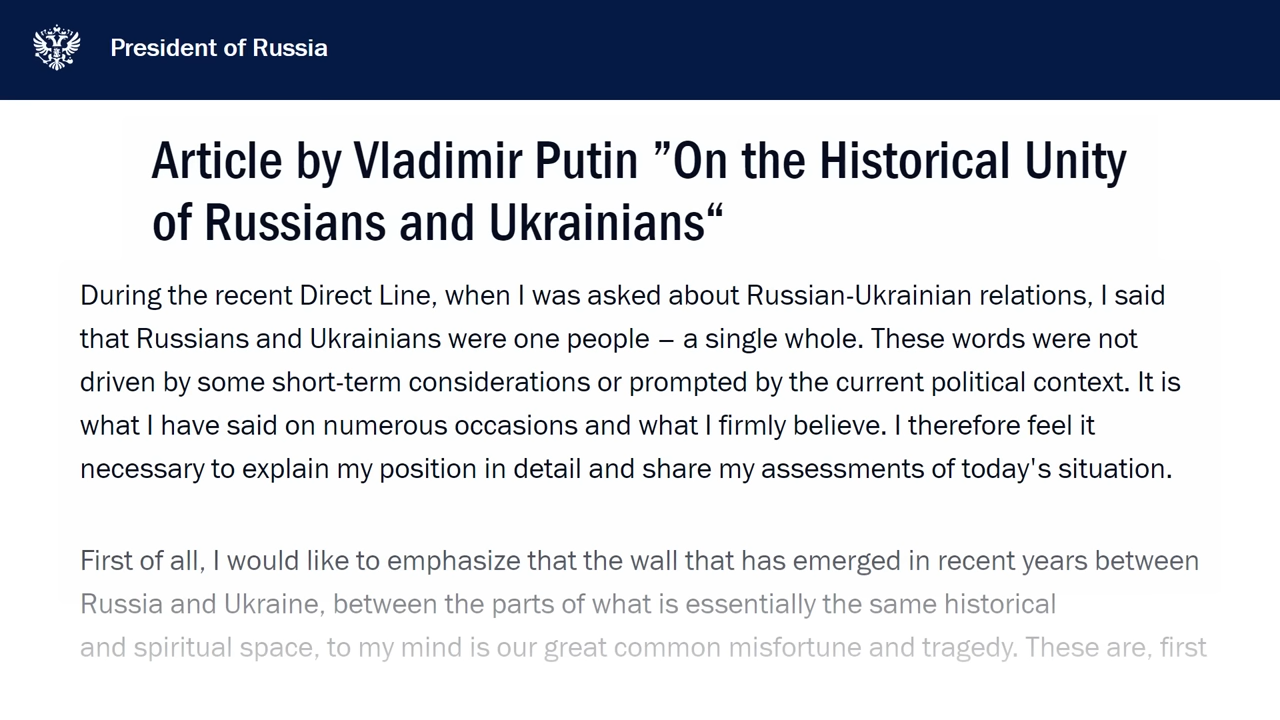 President of Russia
Article by Vladimir Putin ”On the Historical Unity
of Russians and Ukrainians“
During the recent Direct Line, when I was asked about Russian-Ukrainian relations, I said
that Russians and Ukrainians were one people – a single whole. These words were not
driven by some short-term considerations or prompted by the current political context. It is
what I have said on numerous occasions and what I firmly believe. I therefore feel it
necessary to explain my position in detail and share my assessments of today's situation.
First of all, I would like to emphasize that the wall that has emerged in recent years between
Russia and Ukraine, between the parts of what is essentially the same historical
and spiritual space, to my mind is our great common misfortune and tragedy. These are, first